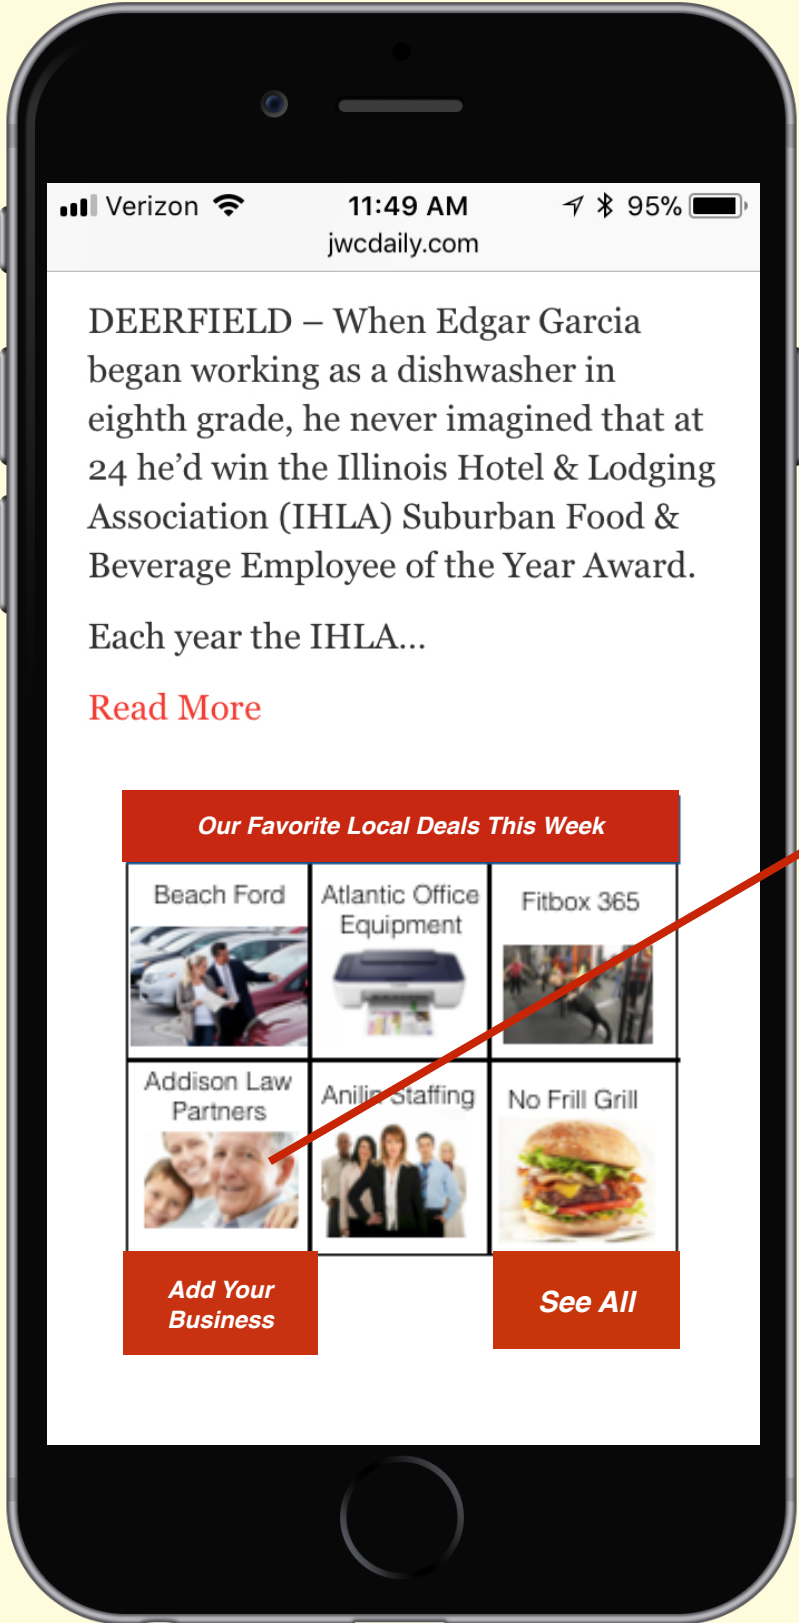 Verizon 11:49 AM 95%
jwcdaily.com
DEERFIELD – When Edgar Garcia
began working as a dishwasher in
eighth grade, he never imagined that at
24 he’d win the Illinois Hotel & Lodging
Association (IHLA) Suburban Food &
Beverage Employee of the Year Award.
Each year the IHLA...
Read More
Our Favorite Local Deals This Week
Beach Ford
Atlantic Office
Equipment
Fitbox 365
Addison Law
Partners
Anilin Staffing
No Frill Grill
Add Your
Business
See All